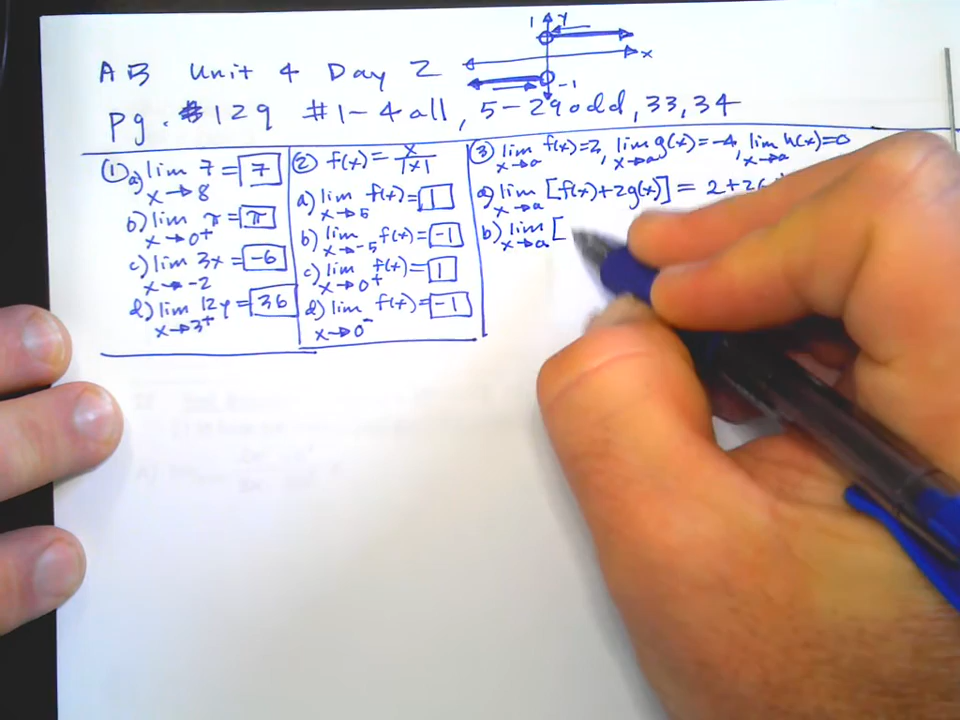 AB Unit 4 Day 2
pg. #129 #1-4 all, 5-29 odd, 33, 34
1 y
x
-1
① a) lim 7 = 7
x→8
b) lim π = π
x→0+
c) lim 3x = -6
x→-2
d) lim 12y = 36
x→3+
② f(x) = x/|x|
a) lim f(x) = 1
x→5
b) lim f(x) = -1
x→-5
c) lim f(x) = 1
x→0+
d) lim f(x) = -1
x→0-
③ lim f(x) = 2, lim g(x) = -4, lim h(x) = 0
x→a x→a x→a
a) lim [f(x)+2g(x)] = 2+2(
x→a
b) lim [
x→a